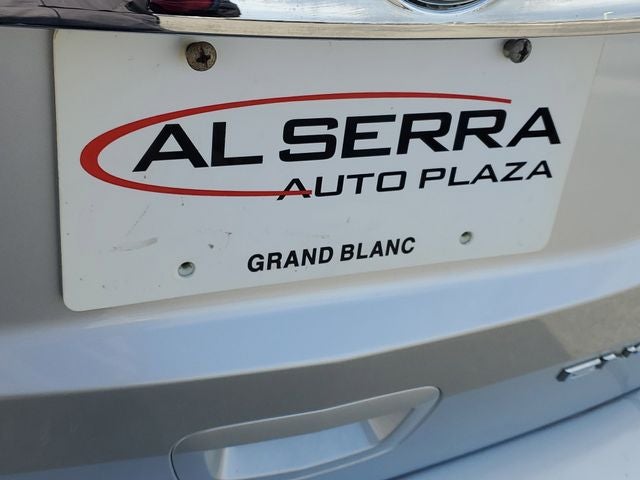 AL SERRA
AUTO PLAZA
GRAND BLANC